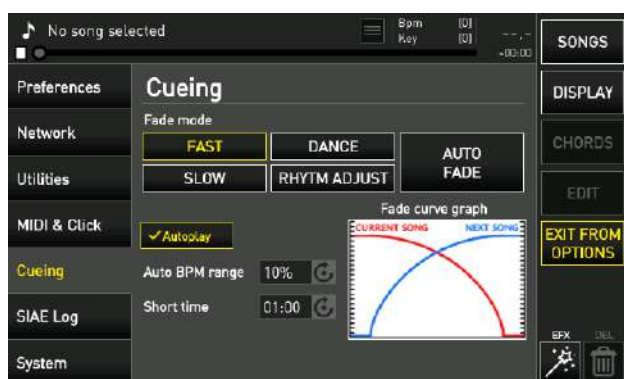 No song selected
Bpm [0]
Key [0]
--.-
-00:00
SONGS
DISPLAY
CHORDS
EDIT
EXIT FROM
OPTIONS
EFX DEL
Preferences
Network
Utilities
MIDI & Click
Cueing
SIAE Log
System
Cueing
Fade mode
FAST DANCE
SLOW RHYTM ADJUST
AUTO
FADE
Fade curve graph
CURRENT SONG NEXT SONG
Autoplay
Auto BPM range 10%
Short time 01:00